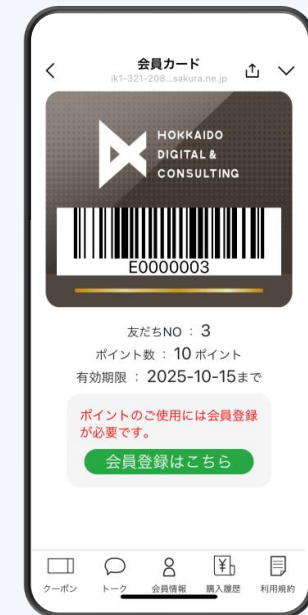 会員カード
ik1-321-208...sakura.ne.jp
HOKKAIDO
DIGITAL &
CONSULTING
E0000003
友だちNO : 3
ポイント数 : 10 ポイント
有効期限 : 2025-10-15まで
ポイントのご使用には会員登録
が必要です。
会員登録はこちら
クーポン トーク 会員情報 購入履歴 利用規約